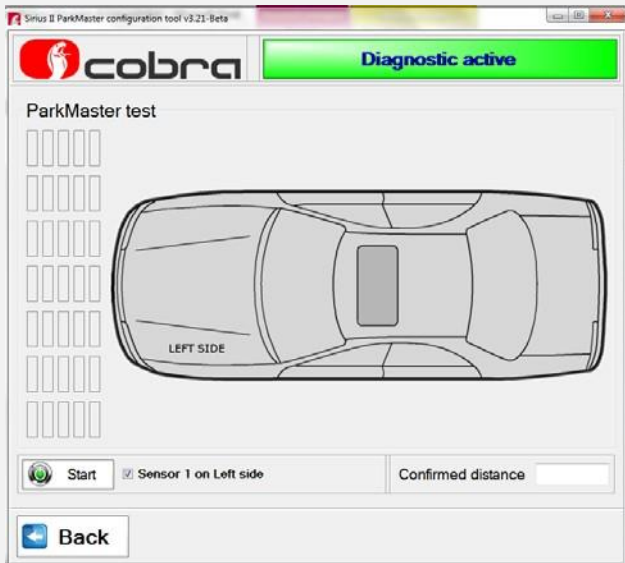 Sirius II ParkMaster configuration tool v3.21-Beta
cobra
Diagnostic active
ParkMaster test
LEFT SIDE
Start
Sensor 1 on Left side
Confirmed distance
Back